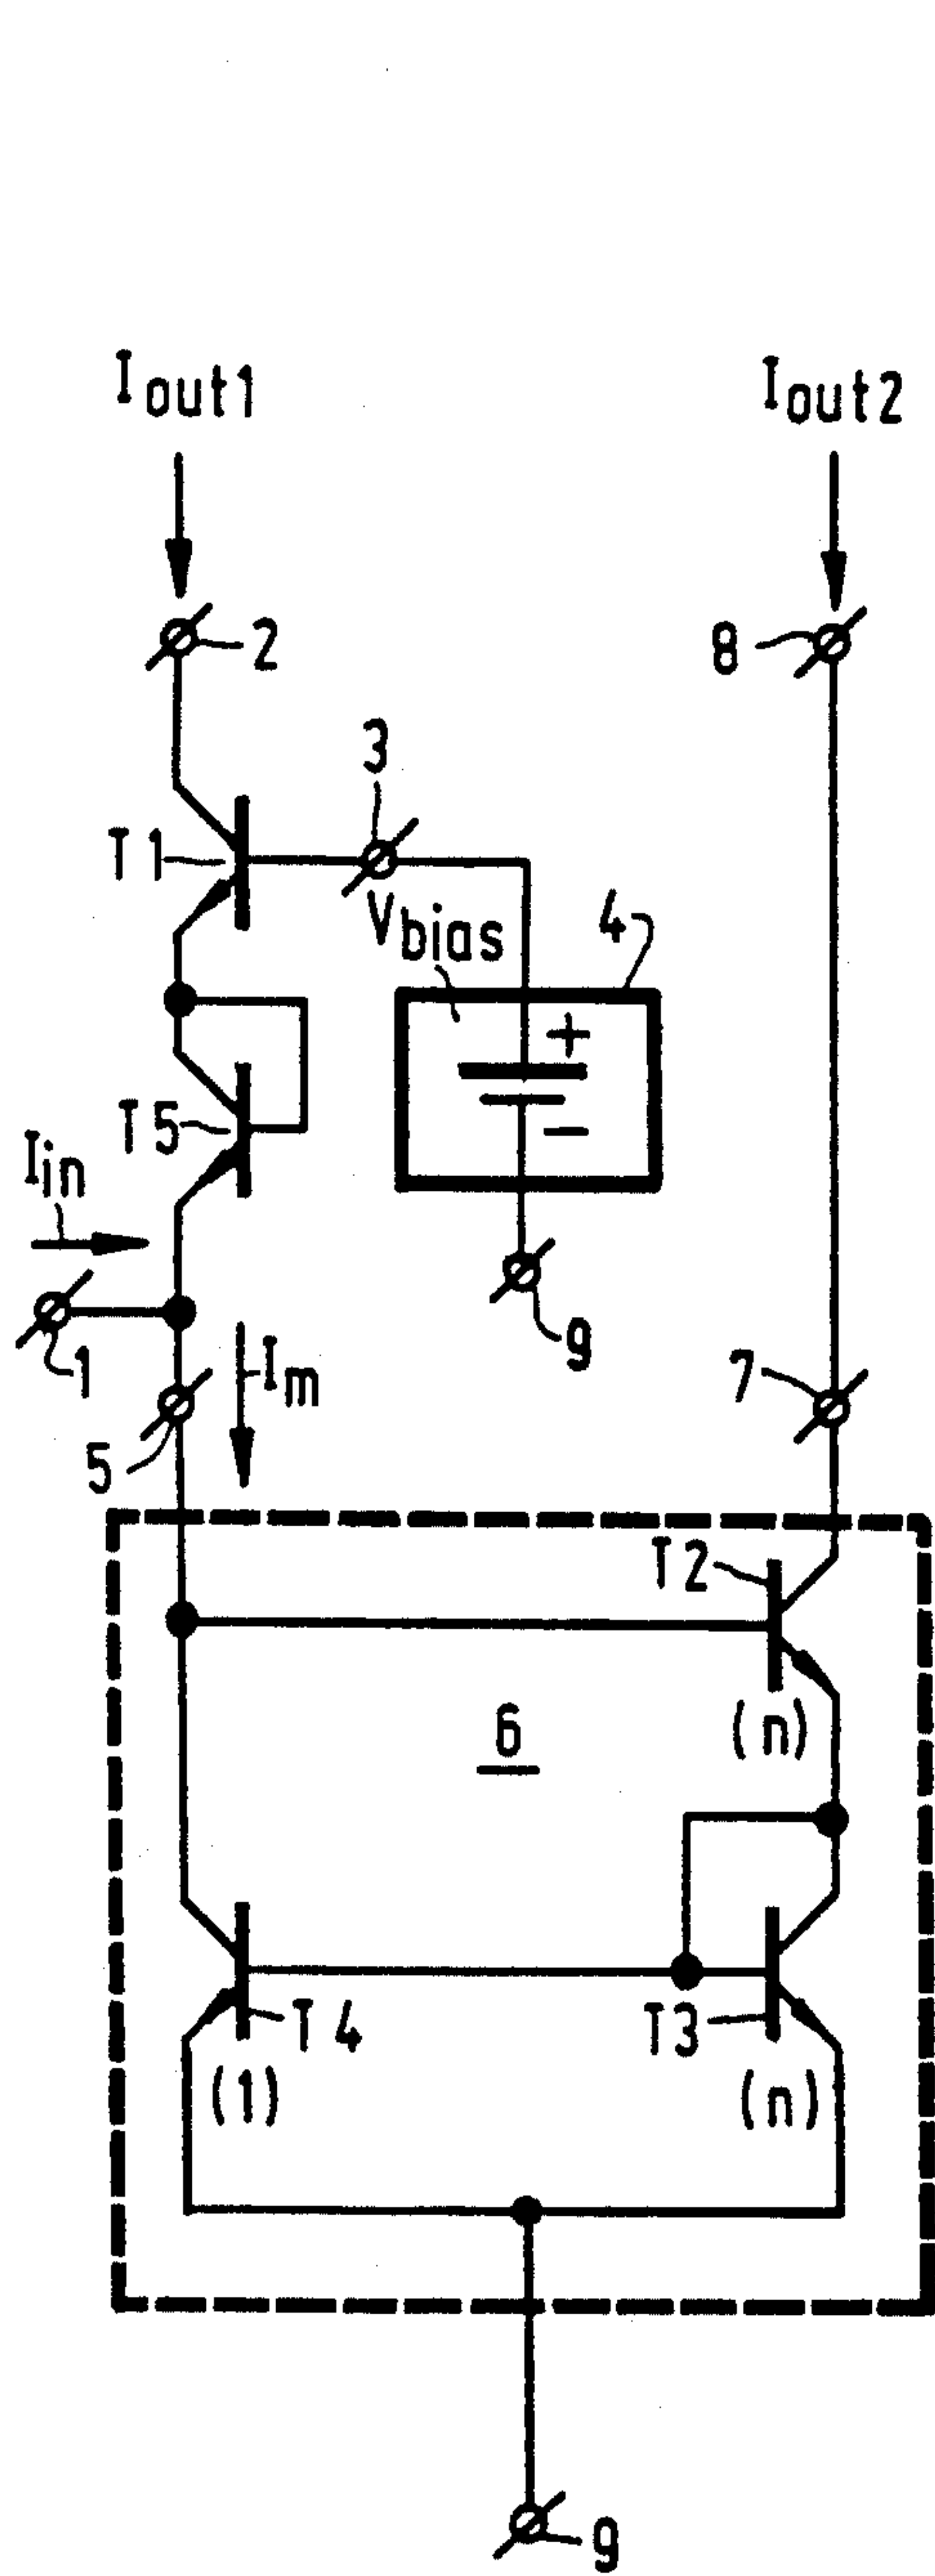 Iout1 Iout2
2 8
3
T1
Vbias 4
+
T5 −
Iin
9
1 Im 7
5
T2
6 (n)
T4 T3
(1) (n)
9